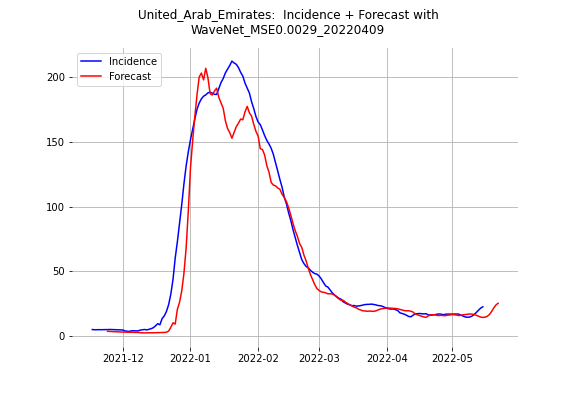 United_Arab_Emirates:  Incidence + Forecast with
WaveNet_MSE0.0029_20220409
Incidence
Forecast
200
150
100
50
0
2021-12 2022-01 2022-02 2022-03 2022-04 2022-05